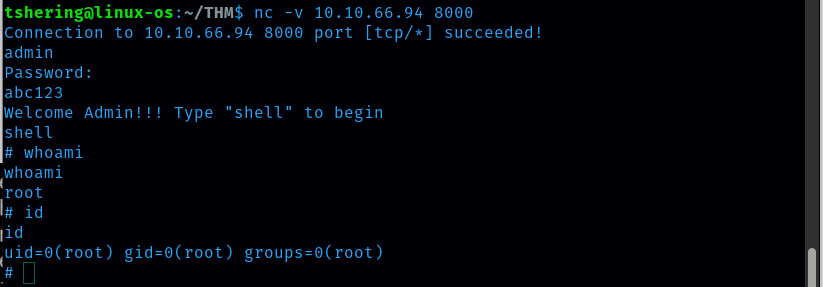 tshering@linux-os:~/THM$ nc -v 10.10.66.94 8000
Connection to 10.10.66.94 8000 port [tcp/*] succeeded!
admin
Password:
abc123
Welcome Admin!!! Type "shell" to begin
shell
# whoami
whoami
root
# id
id
uid=0(root) gid=0(root) groups=0(root)
#